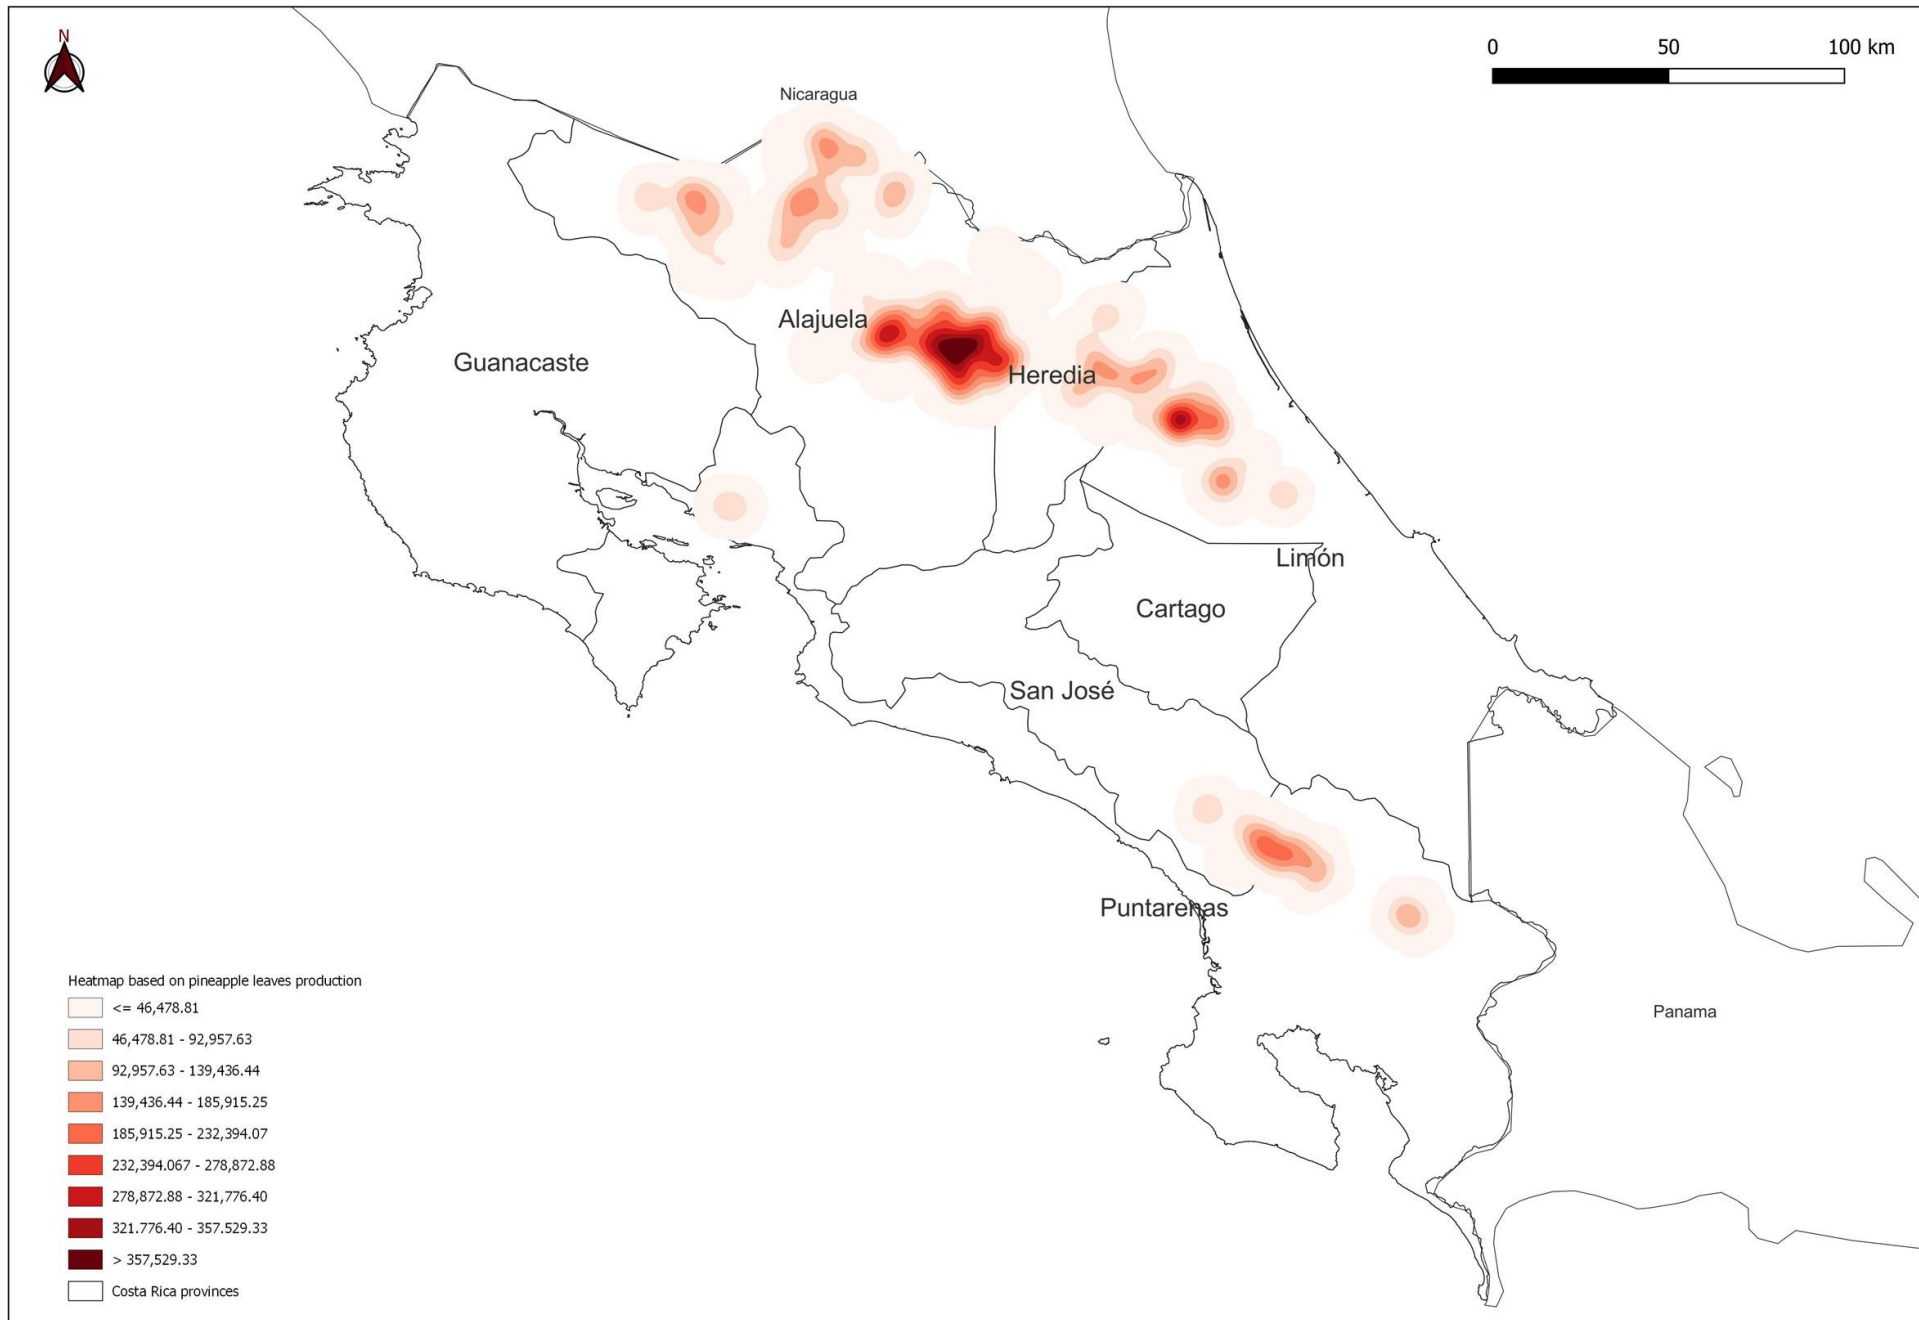 N
0 50 100 km
Nicaragua
Alajuela
Guanacaste
Heredia
Limón
Cartago
San José
Puntarenas
Panama
Heatmap based on pineapple leaves production
<= 46,478.81
46,478.81 - 92,957.63
92,957.63 - 139,436.44
139,436.44 - 185,915.25
185,915.25 - 232,394.07
232,394.067 - 278,872.88
278,872.88 - 321,776.40
321.776.40 - 357.529.33
> 357,529.33
Costa Rica provinces